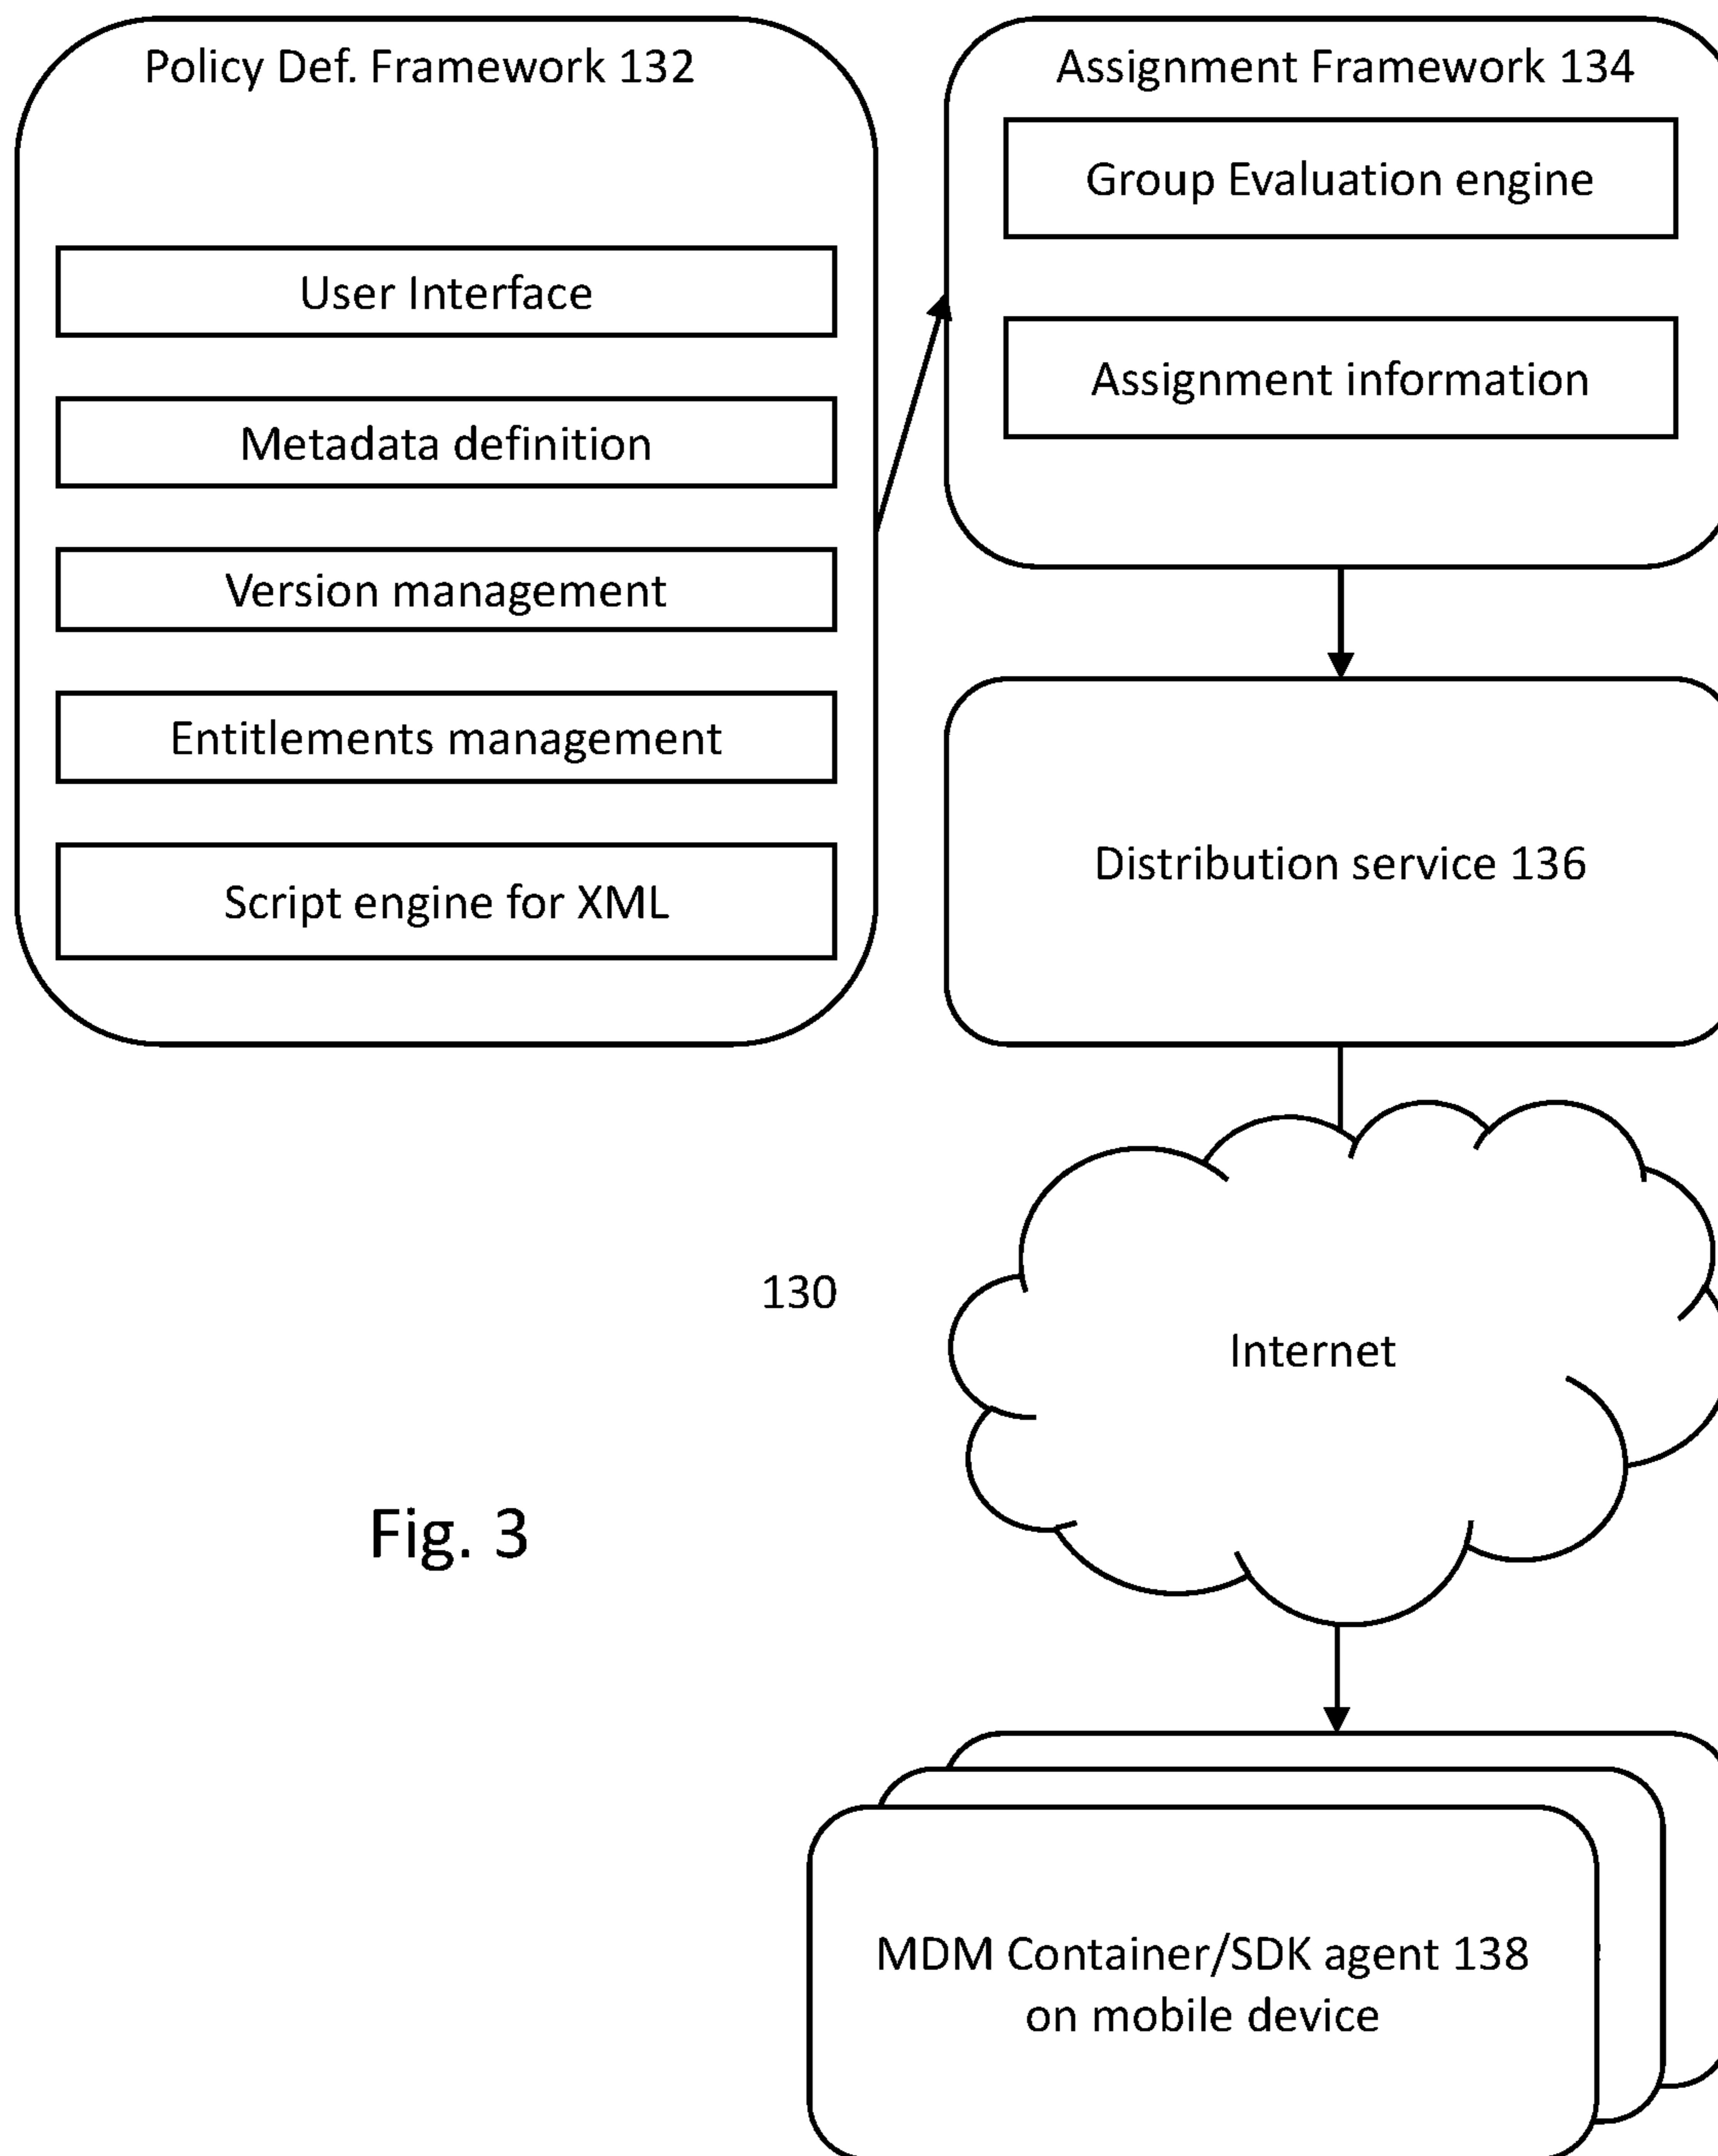 Policy Def. Framework 132
User Interface
Metadata definition
Version management
Entitlements management
Script engine for XML
Assignment Framework 134
Group Evaluation engine
Assignment information
Distribution service 136
130
Internet
Fig. 3
MDM Container/SDK agent 138
on mobile device